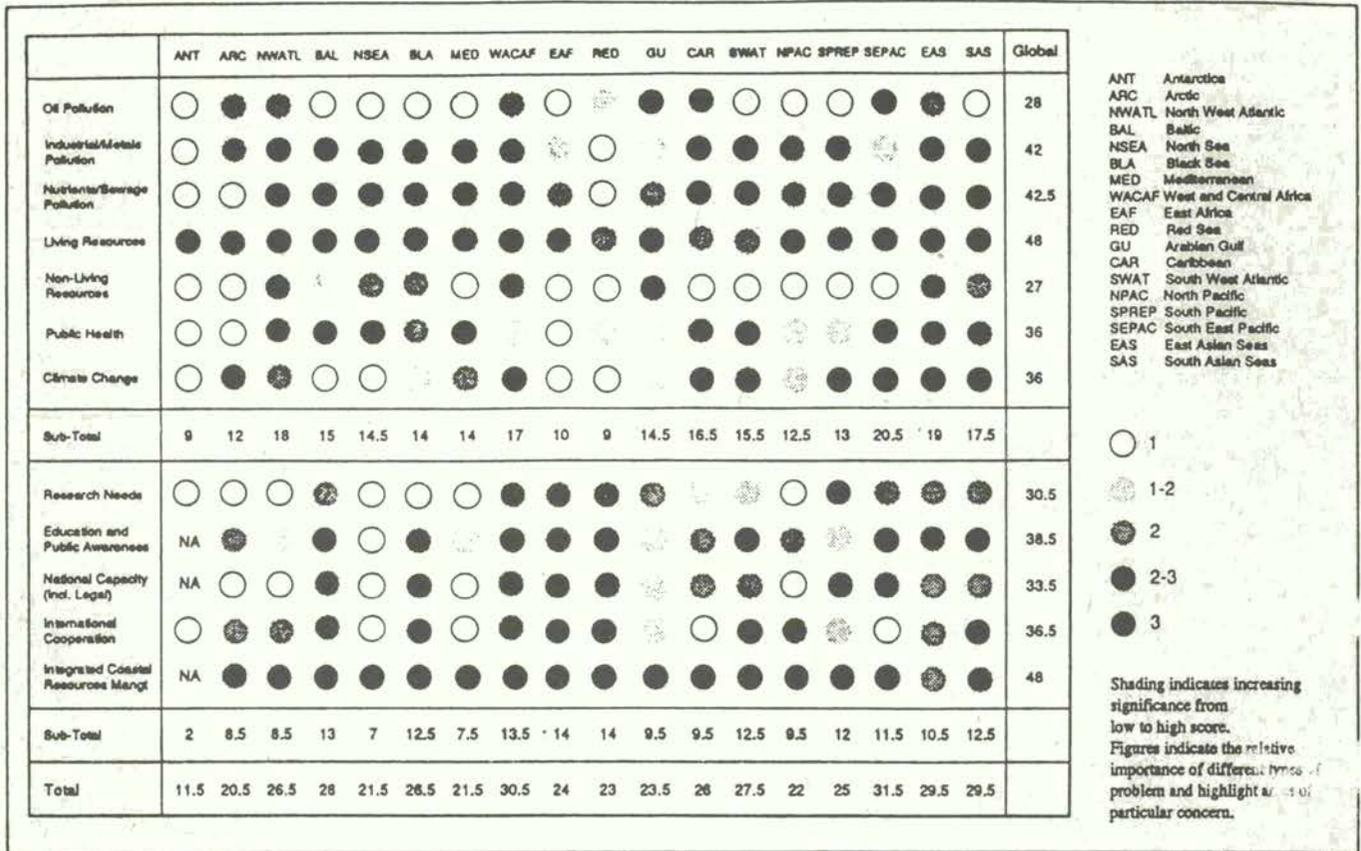 ANT ARC NWATL BAL NSEA BLA MED WACAF EAF RED GU CAR SWAT NPAC SPREP SEPAC EAS SAS Global
Oil Pollution 28
Industrial/Metals
Pollution 42
Nutrients/Sewage
Pollution 42.5
Living Resources 48
Non-Living
Resources 27
Public Health 36
Climate Change 36
Sub-Total 9 12 18 15 14.5 14 14 17 10 9 14.5 16.5 15.5 12.5 13 20.5 19 17.5
Research Needs 30.5
Education and
Public Awareness NA 38.5
National Capacity
(Incl. Legal) NA 33.5
International
Cooperation 36.5
Integrated Coastal
Resources Mangt NA 48
Sub-Total 2 8.5 8.5 13 7 12.5 7.5 13.5 14 14 9.5 9.5 12.5 9.5 12 11.5 10.5 12.5
Total 11.5 20.5 26.5 28 21.5 26.5 21.5 30.5 24 23 23.5 26 27.5 22 25 31.5 29.5 29.5
ANT Antarctica
ARC Arctic
NWATL North West Atlantic
BAL Baltic
NSEA North Sea
BLA Black Sea
MED Mediterranean
WACAF West and Central Africa
EAF East Africa
RED Red Sea
GU Arabian Gulf
CAR Caribbean
SWAT South West Atlantic
NPAC North Pacific
SPREP South Pacific
SEPAC South East Pacific
EAS East Asian Seas
SAS South Asian Seas
1
1-2
2
2-3
3
Shading indicates increasing
significance from
low to high score.
Figures indicate the relative
importance of different types of
problem and highlight of
particular concern.